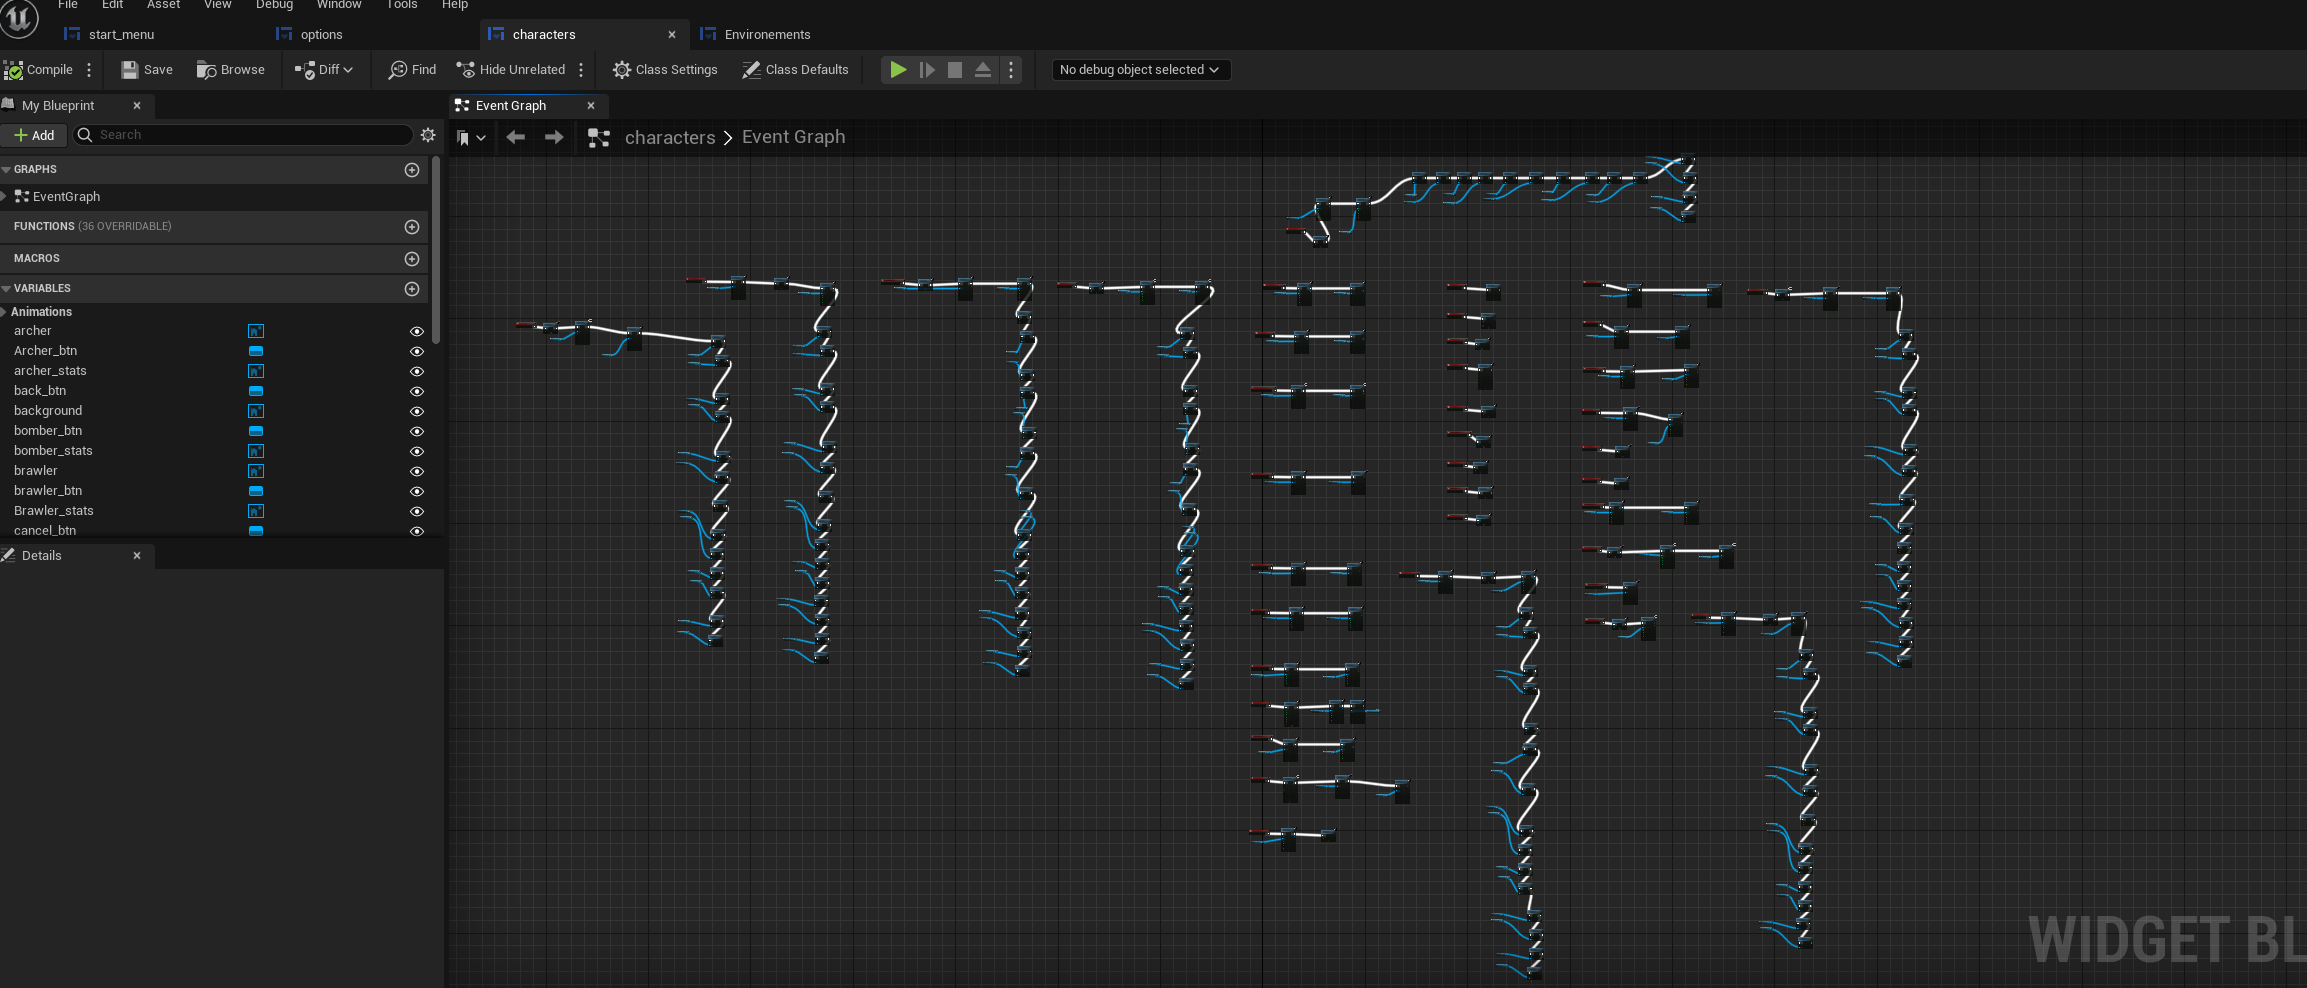 File Edit Asset View Debug Window Tools Help
start_menu options characters Environements
Compile Save Browse Diff Find Hide Unrelated Class Settings Class Defaults No debug object selected
My Blueprint Event Graph
Add Search characters Event Graph
GRAPHS
EventGraph
FUNCTIONS (36 OVERRIDABLE)
MACROS
VARIABLES
Animations
archer
Archer_btn
archer_stats
back_btn
background
bomber_btn
bomber_stats
brawler
brawler_btn
Brawler_stats
cancel_btn
Details
WIDGET BL